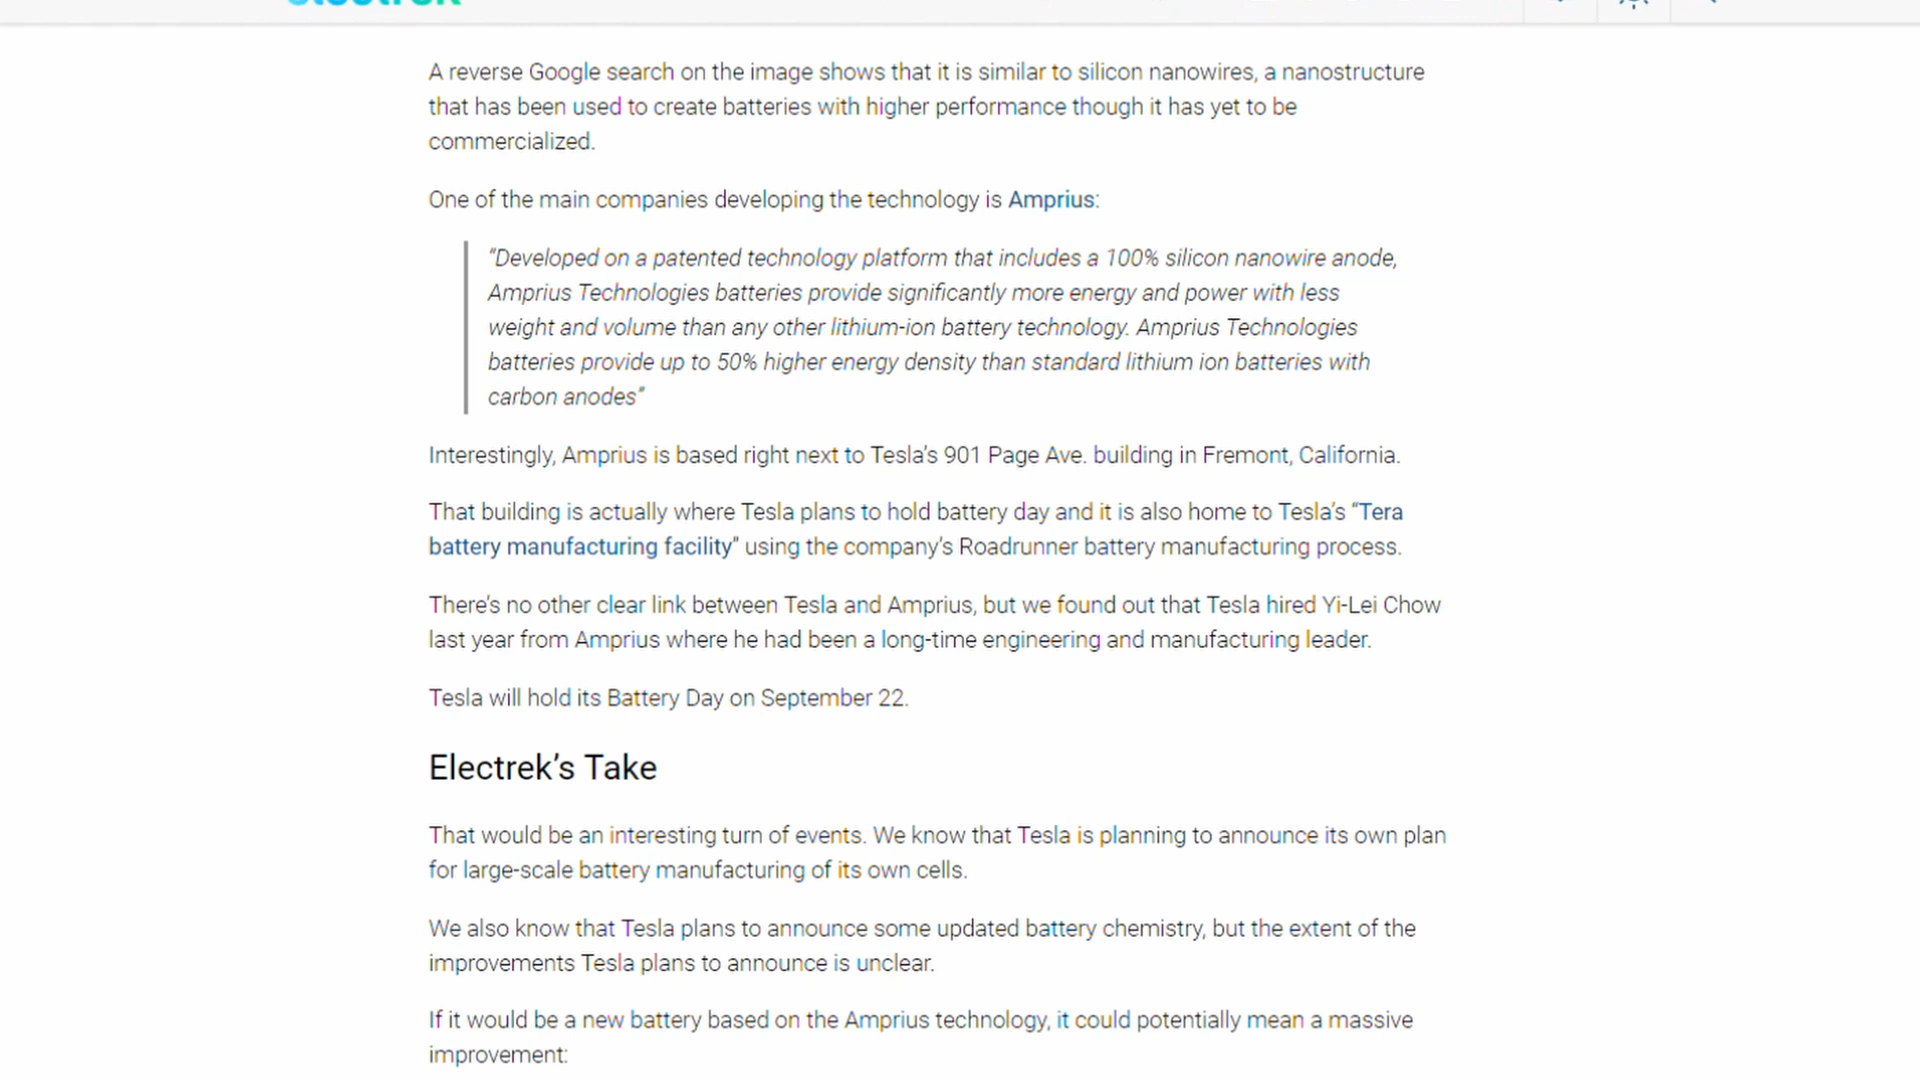 electrek
A reverse Google search on the image shows that it is similar to silicon nanowires, a nanostructure
that has been used to create batteries with higher performance though it has yet to be
commercialized.
One of the main companies developing the technology is Amprius:
“Developed on a patented technology platform that includes a 100% silicon nanowire anode,
Amprius Technologies batteries provide significantly more energy and power with less
weight and volume than any other lithium-ion battery technology. Amprius Technologies
batteries provide up to 50% higher energy density than standard lithium ion batteries with
carbon anodes”
Interestingly, Amprius is based right next to Tesla’s 901 Page Ave. building in Fremont, California.
That building is actually where Tesla plans to hold battery day and it is also home to Tesla’s “Tera
battery manufacturing facility” using the company’s Roadrunner battery manufacturing process.
There’s no other clear link between Tesla and Amprius, but we found out that Tesla hired Yi-Lei Chow
last year from Amprius where he had been a long-time engineering and manufacturing leader.
Tesla will hold its Battery Day on September 22.
Electrek’s Take
That would be an interesting turn of events. We know that Tesla is planning to announce its own plan
for large-scale battery manufacturing of its own cells.
We also know that Tesla plans to announce some updated battery chemistry, but the extent of the
improvements Tesla plans to announce is unclear.
If it would be a new battery based on the Amprius technology, it could potentially mean a massive
improvement: